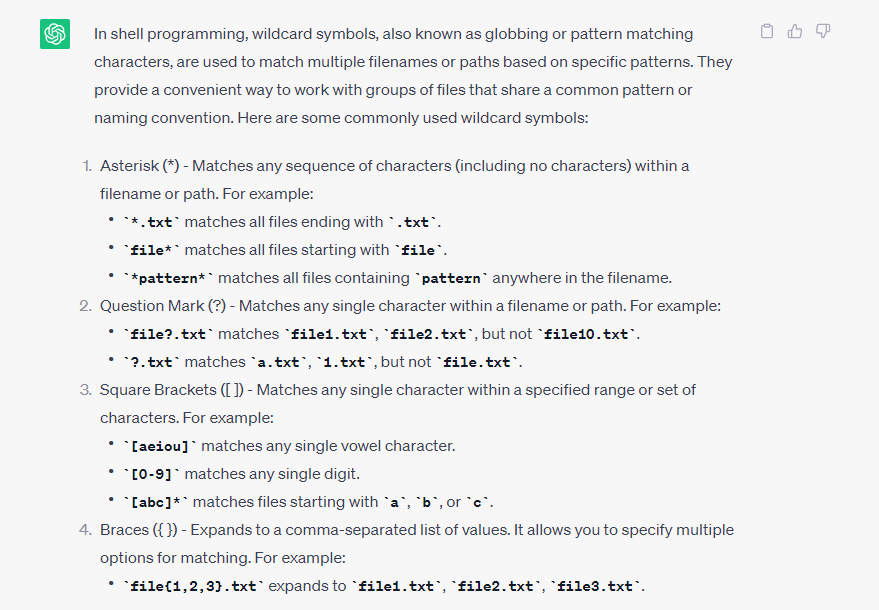 In shell programming, wildcard symbols, also known as globbing or pattern matching
characters, are used to match multiple filenames or paths based on specific patterns. They
provide a convenient way to work with groups of files that share a common pattern or
naming convention. Here are some commonly used wildcard symbols:
1. Asterisk (*) - Matches any sequence of characters (including no characters) within a
filename or path. For example:
• `*.txt` matches all files ending with `.txt`.
• `file*` matches all files starting with `file`.
• `*pattern*` matches all files containing `pattern` anywhere in the filename.
2. Question Mark (?) - Matches any single character within a filename or path. For example:
• `file?.txt` matches `file1.txt`, `file2.txt`, but not `file10.txt`.
• `?.txt` matches `a.txt`, `1.txt`, but not `file.txt`.
3. Square Brackets ([ ]) - Matches any single character within a specified range or set of
characters. For example:
• `[aeiou]` matches any single vowel character.
• `[0-9]` matches any single digit.
• `[abc]*` matches files starting with `a`, `b`, or `c`.
4. Braces ({ }) - Expands to a comma-separated list of values. It allows you to specify multiple
options for matching. For example:
• `file{1,2,3}.txt` expands to `file1.txt`, `file2.txt`, `file3.txt`.